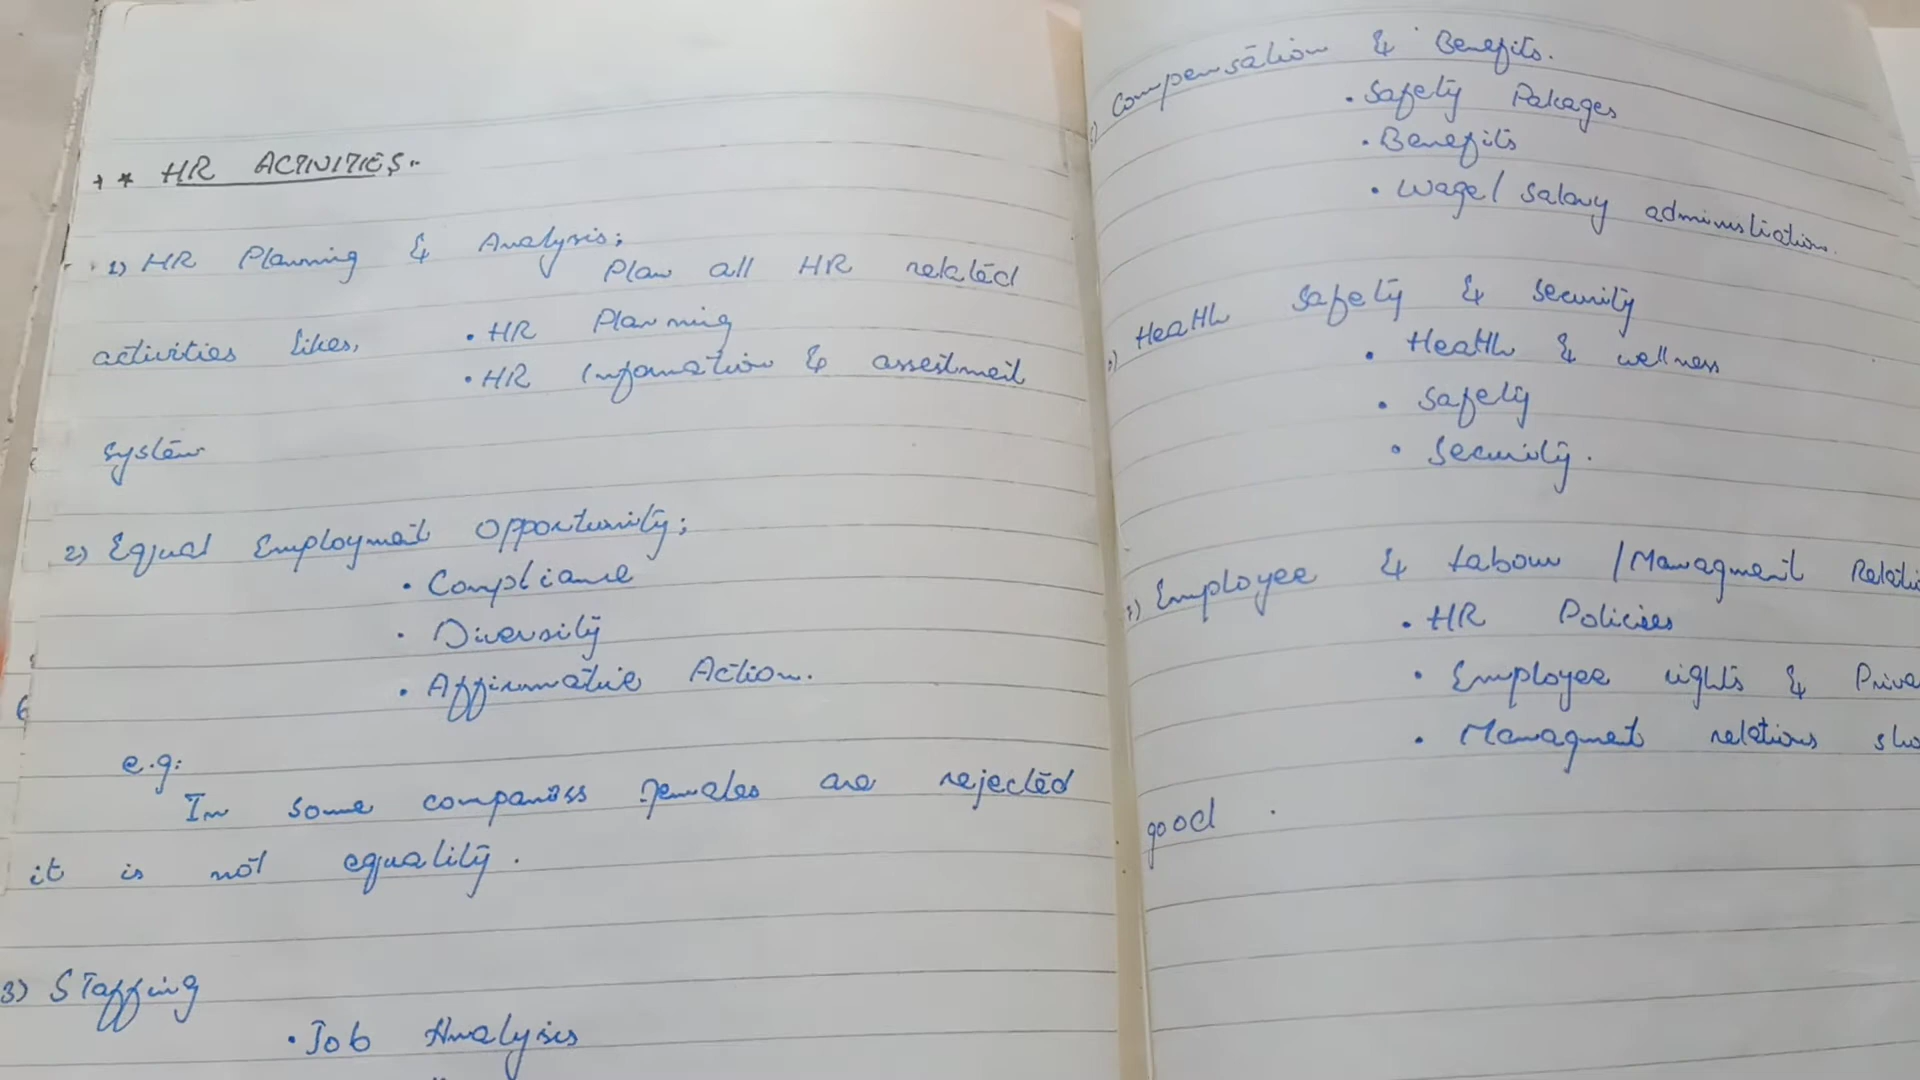 * HR ACTIVITIES.
1) HR Planning & Analysis;
Plan all HR related
activities likes, • HR Planning
• HR Information & assestment
system
2) Equal Employment Opportunity;
• Compliance
• Diversity
• Affirmative Action.
e.g:
In some companies females are rejected
it is not equality.
3) Staffing
• Job Analysis
Compensation & Benefits.
• Safety Pakages
• Benefits
• Wage/ Salary administration.
Health Safety & Security
• Health & wellness
• Safety
• Security.
Employee & Labour /Managment
• HR Policies
• Employee rights &
• Managment relations
good